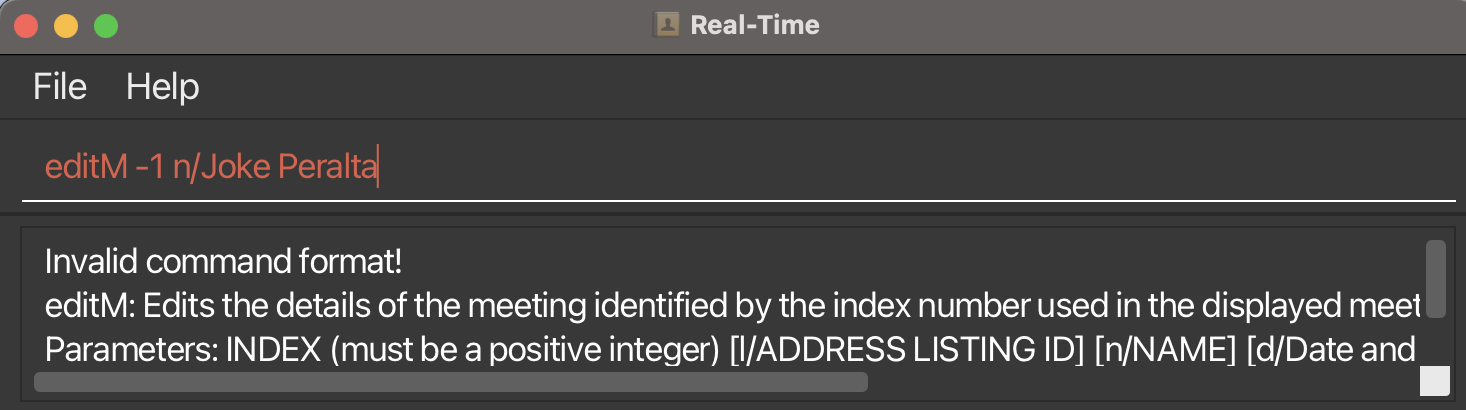 Real-Time
File Help
editM -1 n/Joke Peralta
Invalid command format!
editM: Edits the details of the meeting identified by the index number used in the displayed meet
Parameters: INDEX (must be a positive integer) [l/ADDRESS LISTING ID] [n/NAME] [d/Date and